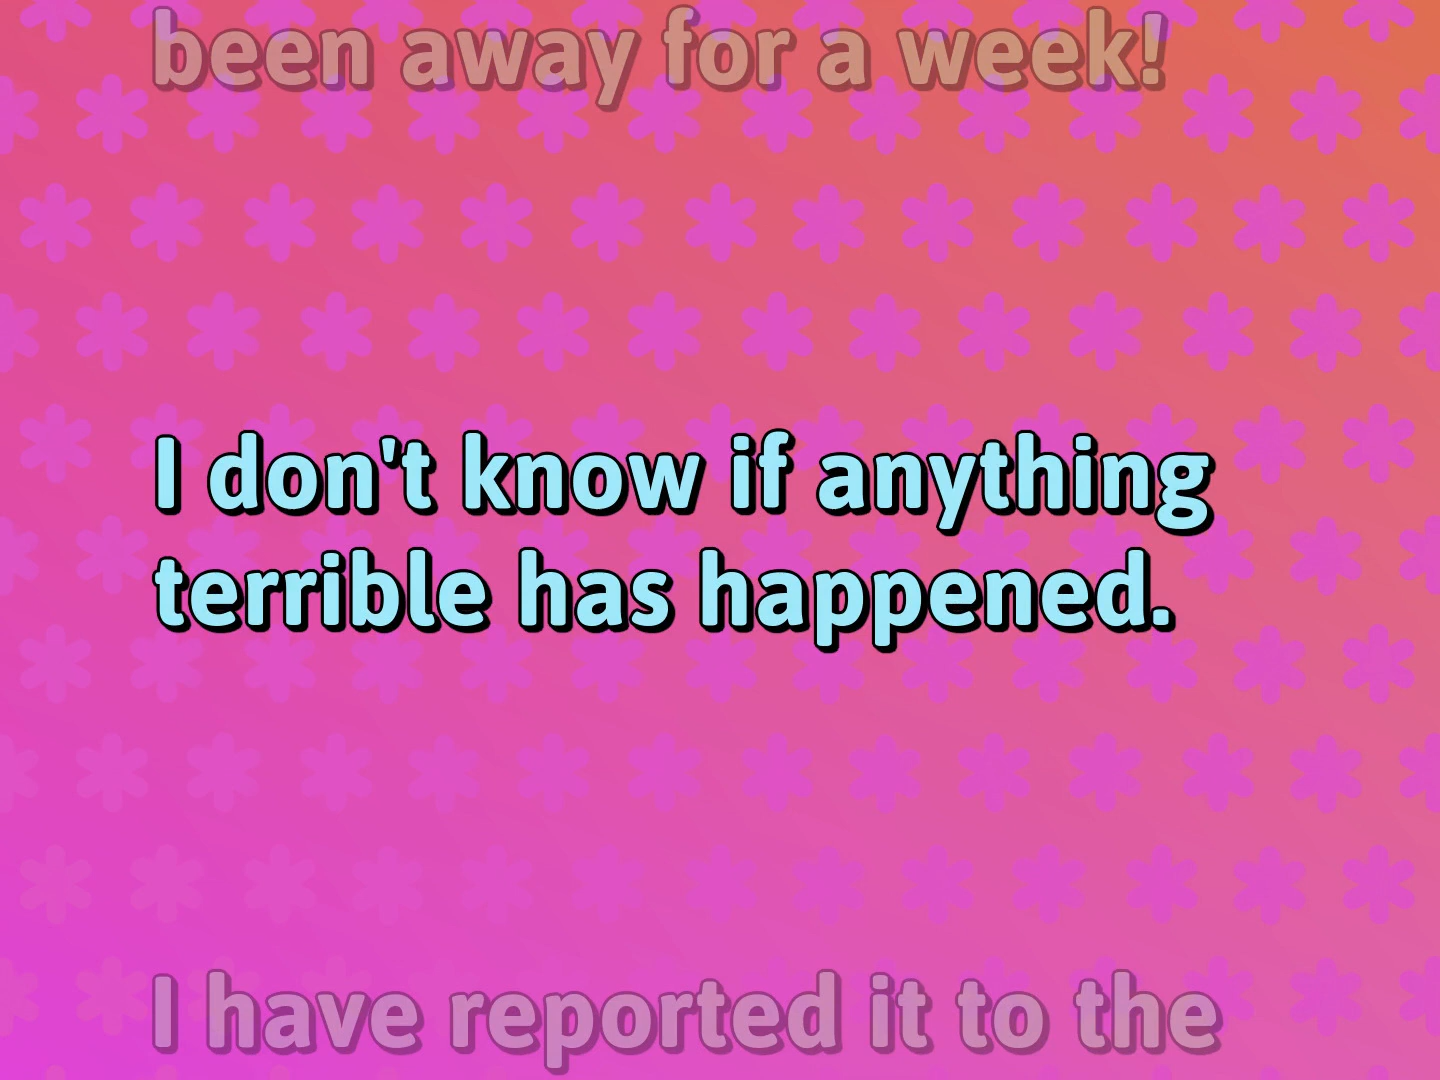 been away for a week!
I don't know if anything
terrible has happened.
I have reported it to the